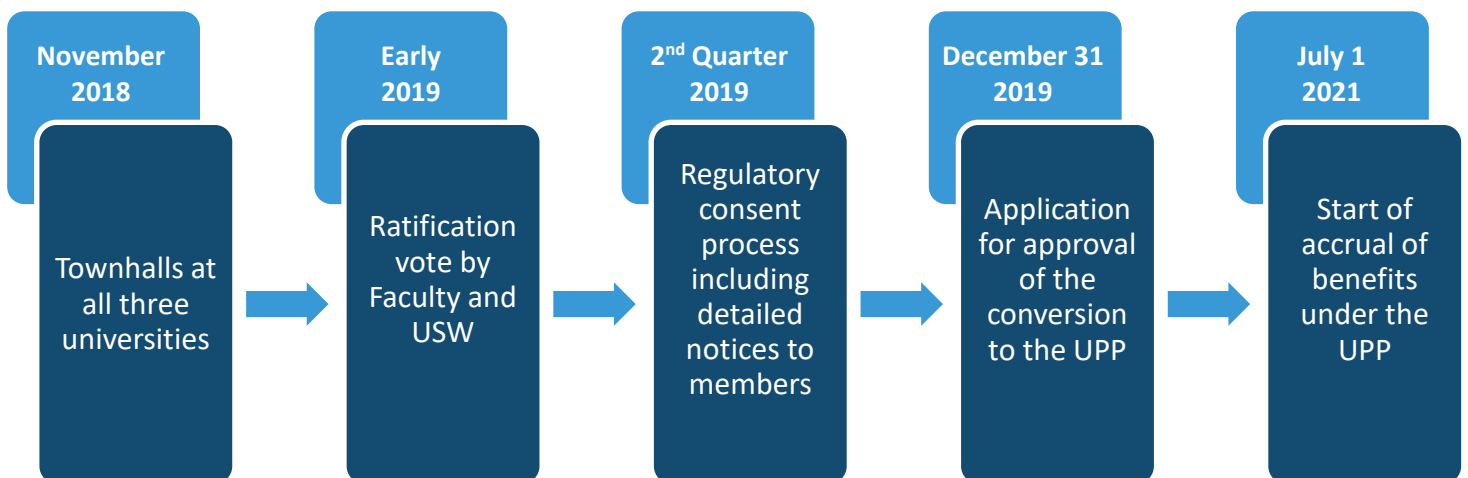 November
2018
Townhalls at
all three
universities
Early
2019
Ratification
vote by
Faculty and
USW
2nd Quarter
2019
Regulatory
consent
process
including
detailed
notices to
members
December 31
2019
Application
for approval
of the
conversion
to the UPP
July 1
2021
Start of
accrual of
benefits
under the
UPP